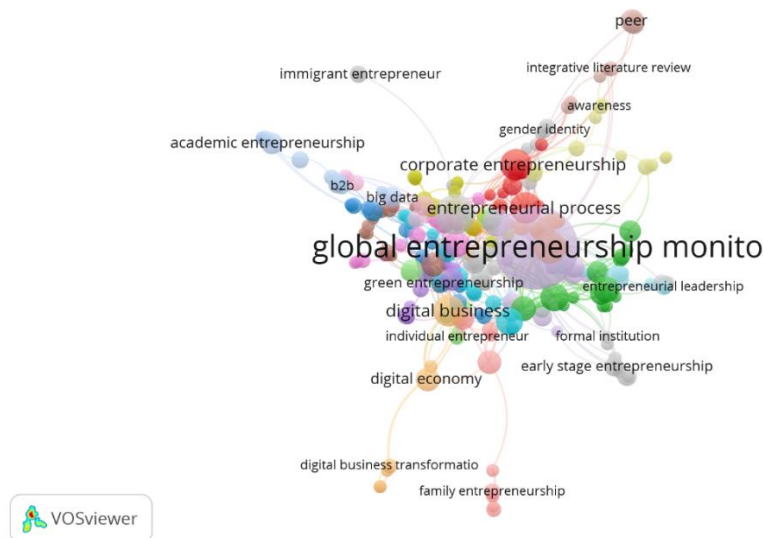 peer
integrative literature review
immigrant entrepreneur
awareness
gender identity
academic entrepreneurship
corporate entrepreneurship
b2b
big data
entrepreneurial process
global entrepreneurship monito
green entrepreneurship
entrepreneurial leadership
digital business
individual entrepreneur
formal institution
early stage entrepreneurship
digital economy
digital business transformatio
family entrepreneurship
VOSviewer